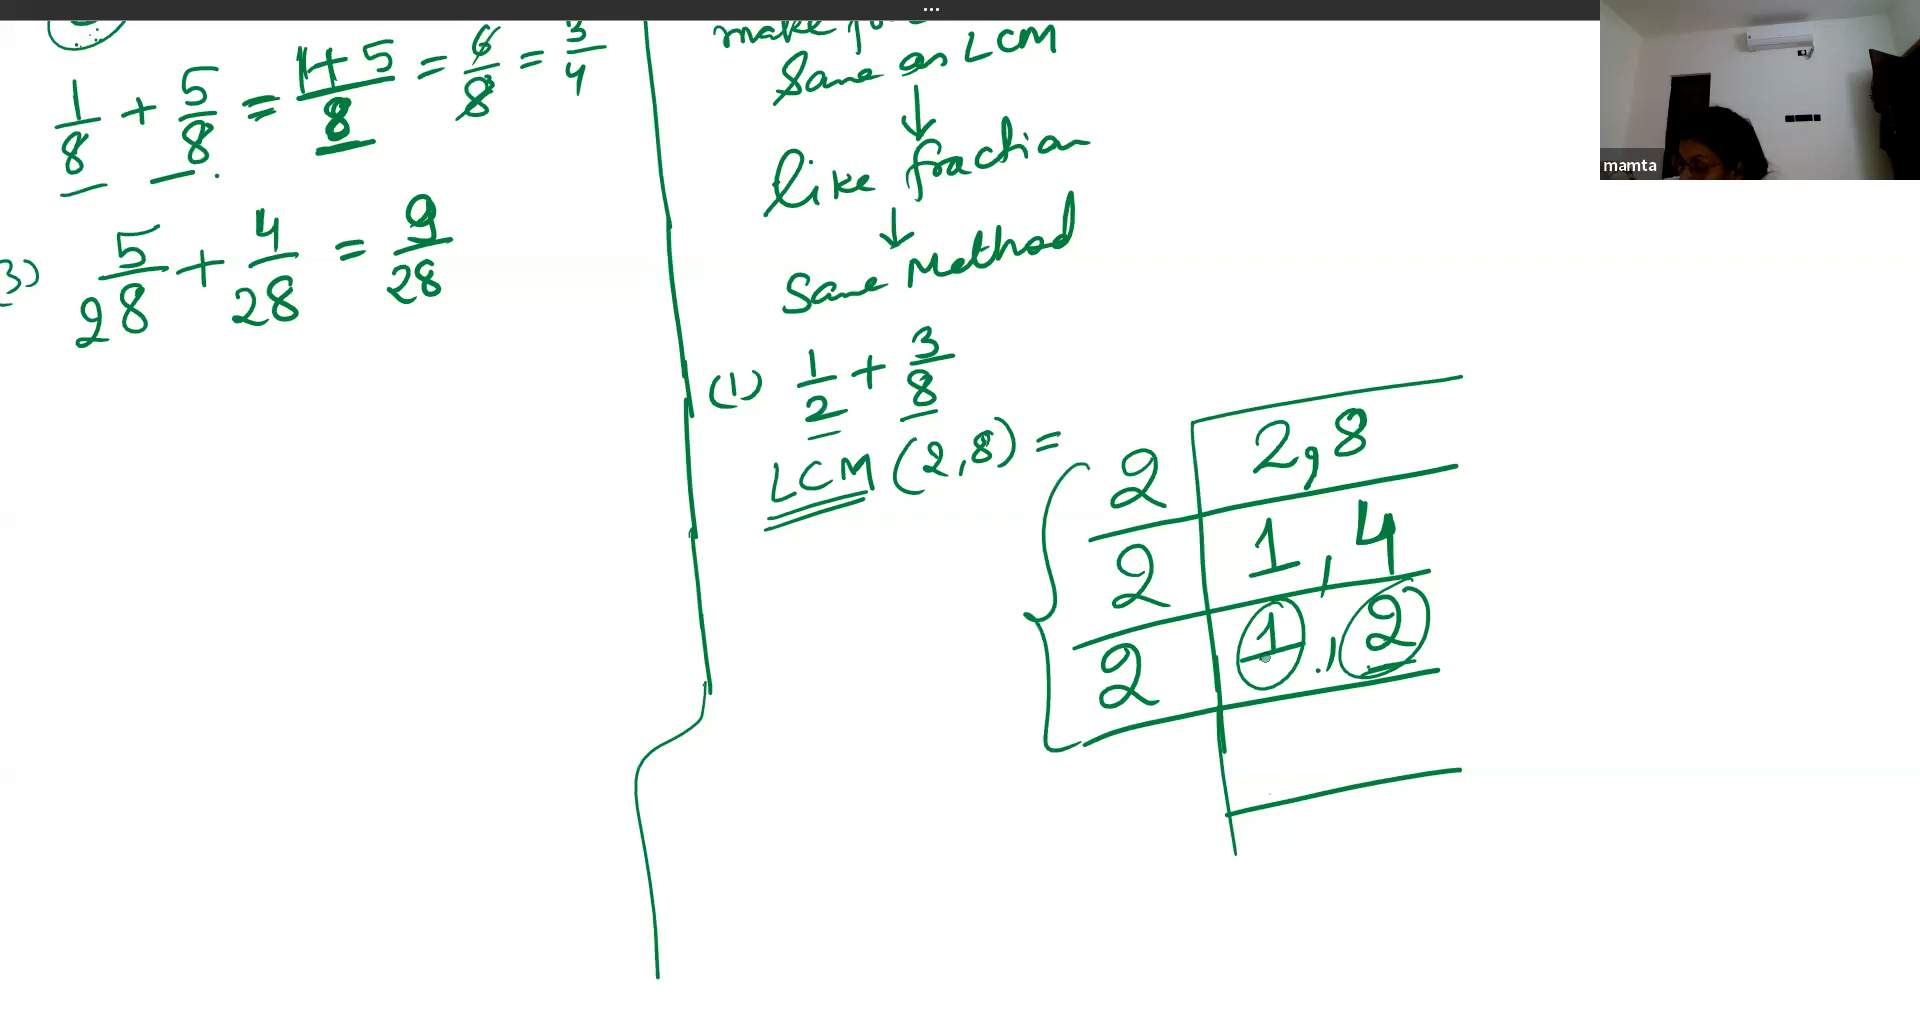 ...
1/8 + 5/8 = 1+5/8 = 6/8 = 3/4
3) 5/28 + 4/28 = 9/28
make
Same as LCM
↓
like fraction
↓
Same Method
(1) 1/2 + 3/8
LCM (2,8) =
2 2,8
2 1,4
2 1,2
mamta